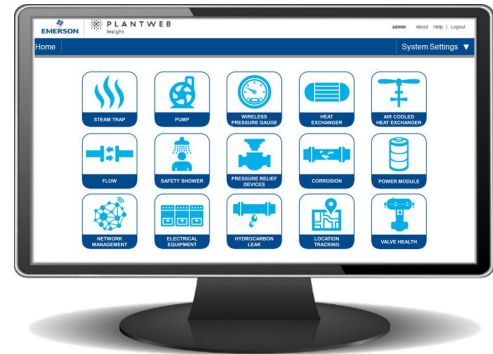 EMERSON
PLANTWEB
Insight
admin About Help | Logout
Home
System Settings ▼
STEAM TRAP
PUMP
WIRELESS
PRESSURE GAUGE
HEAT
EXCHANGER
AIR COOLED
HEAT EXCHANGER
FLOW
SAFETY SHOWER
PRESSURE RELIEF
DEVICES
CORROSION
POWER MODULE
NETWORK
MANAGEMENT
ELECTRICAL
EQUIPMENT
HYDROCARBON
LEAK
LOCATION
TRACKING
VALVE HEALTH